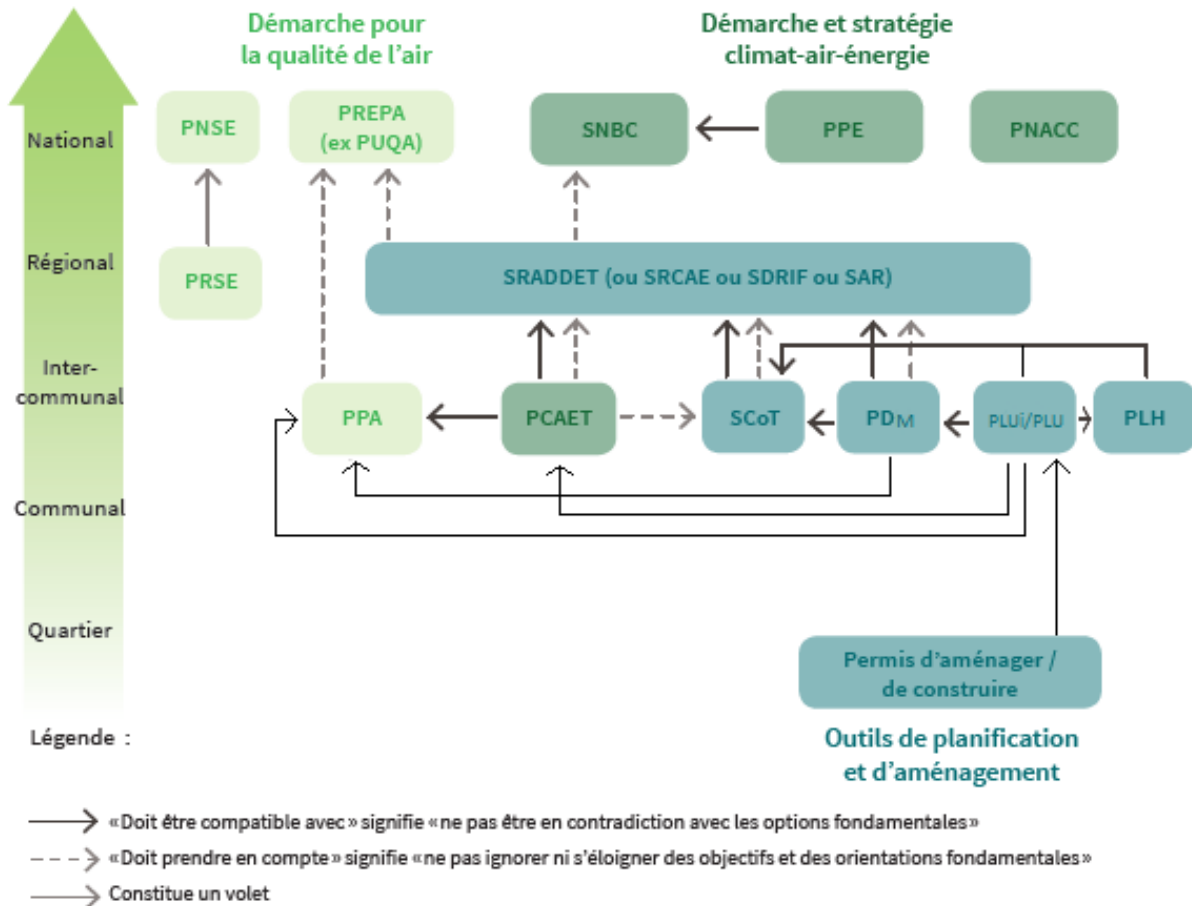 Démarche pour
la qualité de l'air
Démarche et stratégie
climat-air-énergie
National
PNSE
PREPA
(ex PUQA)
SNBC
PPE
PNACC
Régional
PRSE
SRADDET (ou SRCAE ou SDRIF ou SAR)
Inter-
communal
PPA
PCAET
SCoT
PDM
PLUi/PLU
PLH
Communal
Quartier
Permis d'aménager /
de construire
Légende :
Outils de planification
et d'aménagement
«Doit être compatible avec» signifie «ne pas être en contradiction avec les options fondamentales»
«Doit prendre en compte» signifie «ne pas ignorer ni s'éloigner des objectifs et des orientations fondamentales»
Constitue un volet